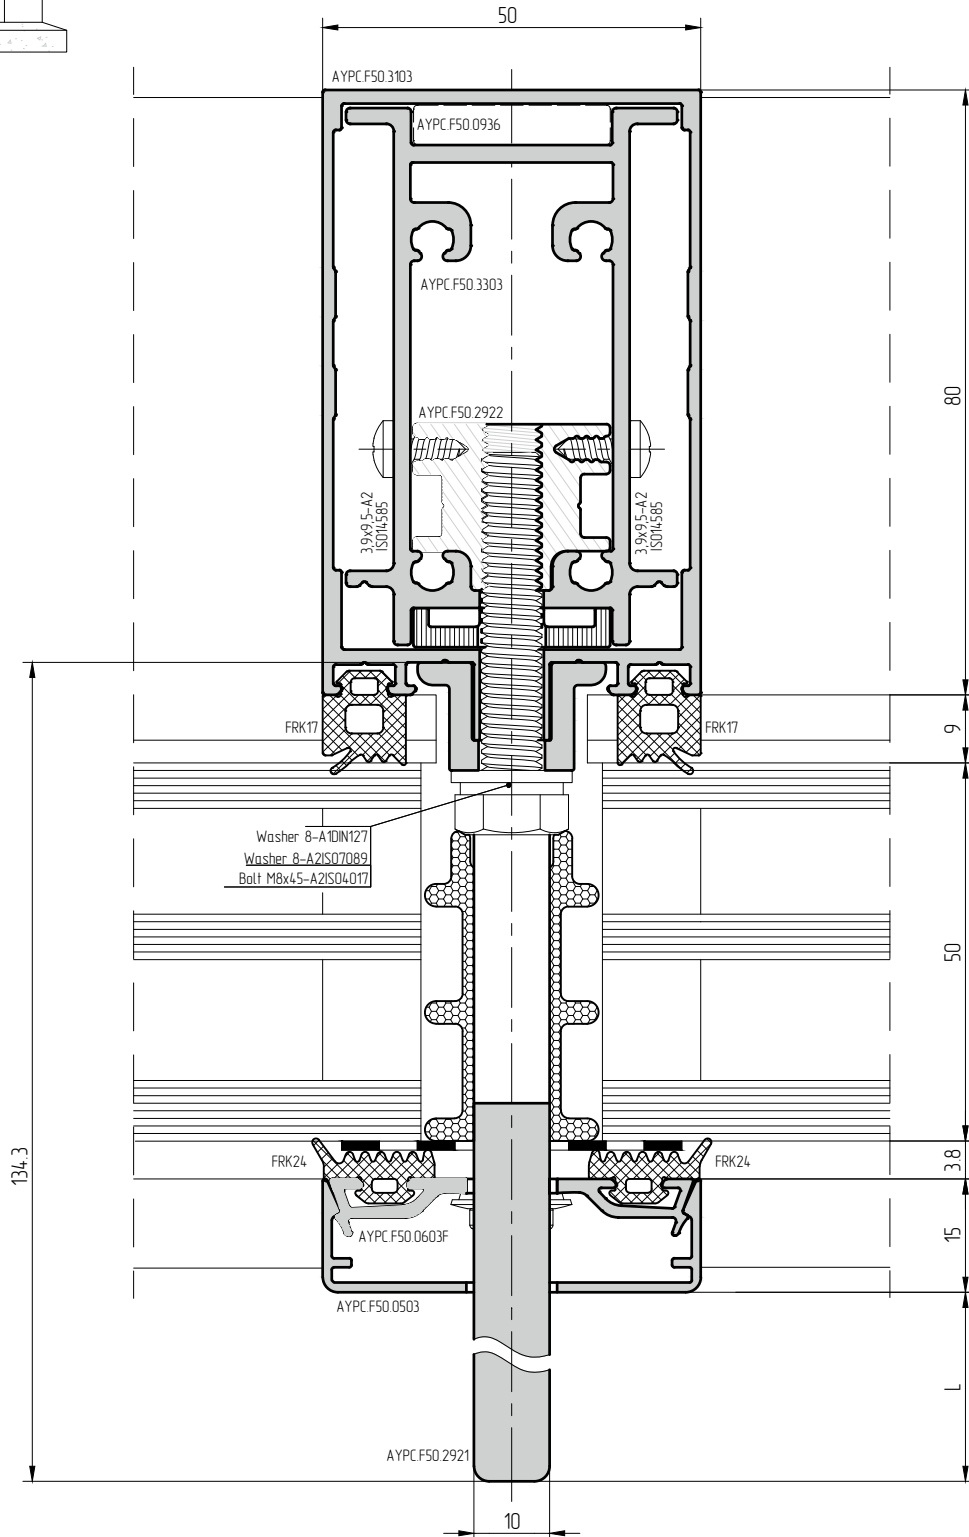 50
AYPC.F50.3103
AYPC.F50.0936
AYPC.F50.3303
80
AYPC.F50.2922
3,9x9,5-A2
ISO14585
3,9x9,5-A2
ISO14585
FRK17
FRK17
9
Washer 8-A1DIN127
Washer 8-A2ISO7089
Bolt M8x45-A2ISO4017
50
134.3
FRK24
FRK24
3.8
AYPC.F50.0603F
15
AYPC.F50.0503
L
AYPC.F50.2921
10